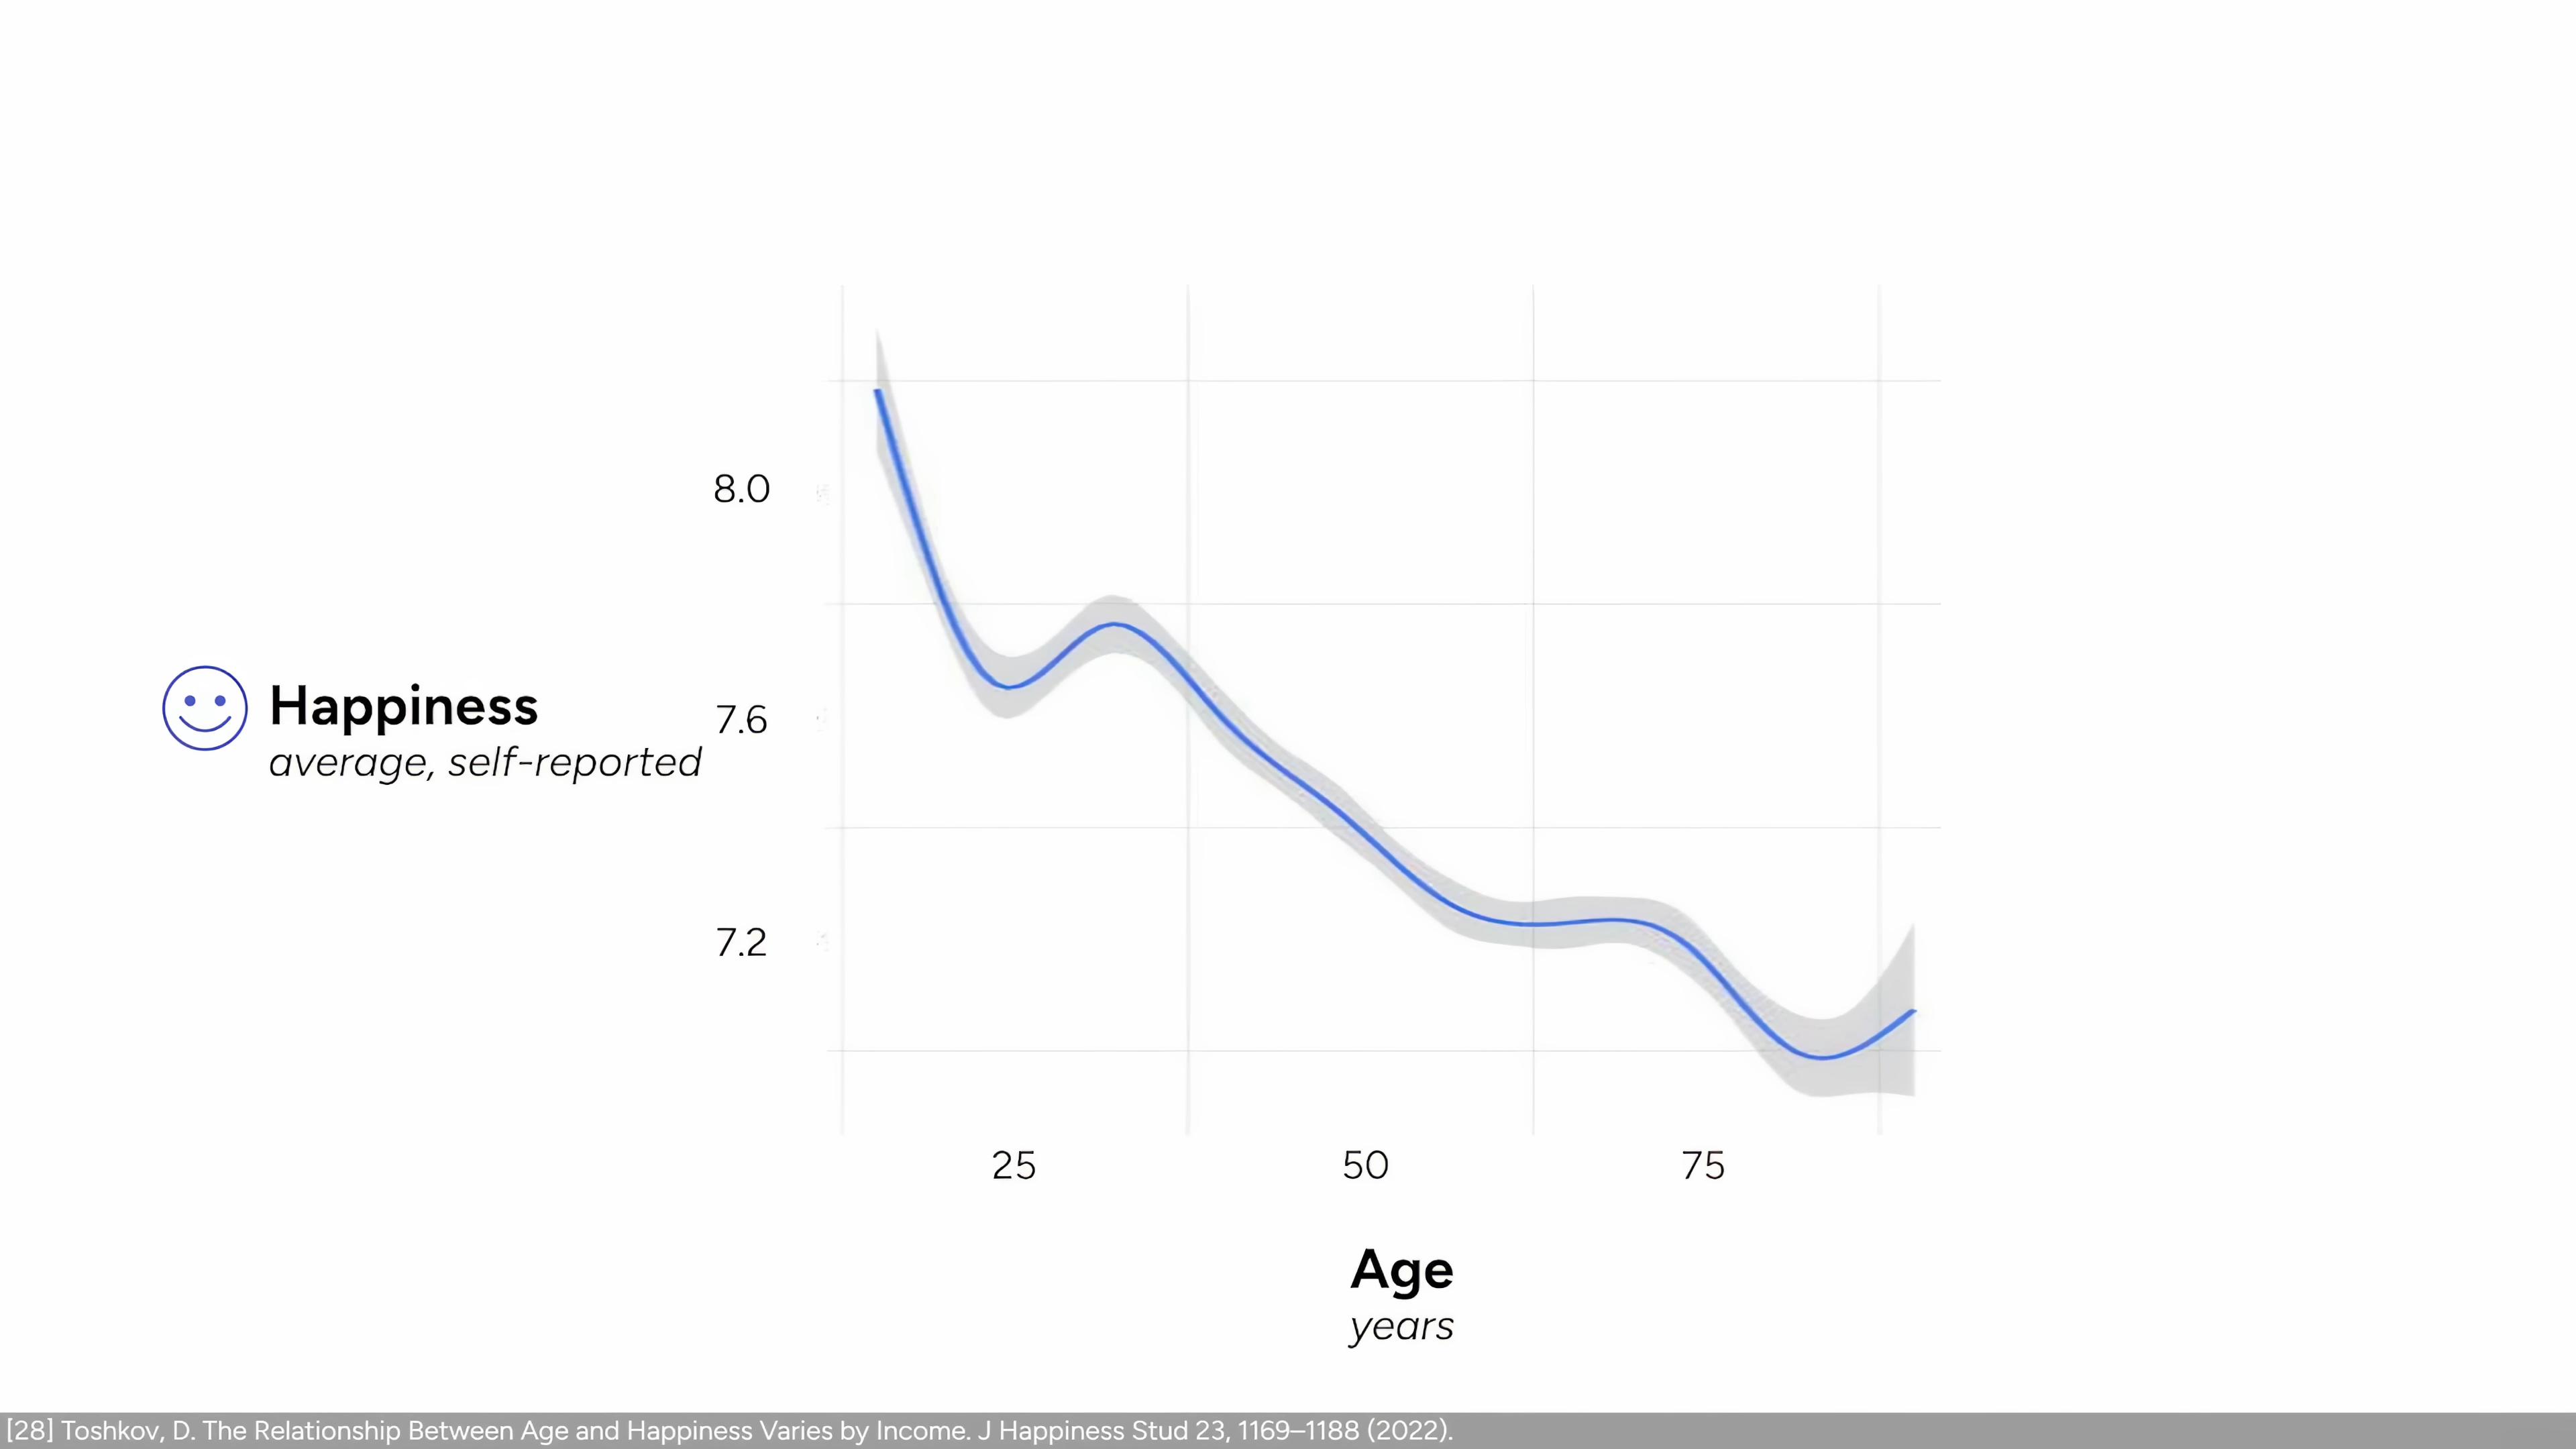 8.0
Happiness
7.6
average, self-reported
7.2
25 50 75
Age
years
[28] Toshkov, D. The Relationship Between Age and Happiness Varies by Income. J Happiness Stud 23, 1169–1188 (2022).